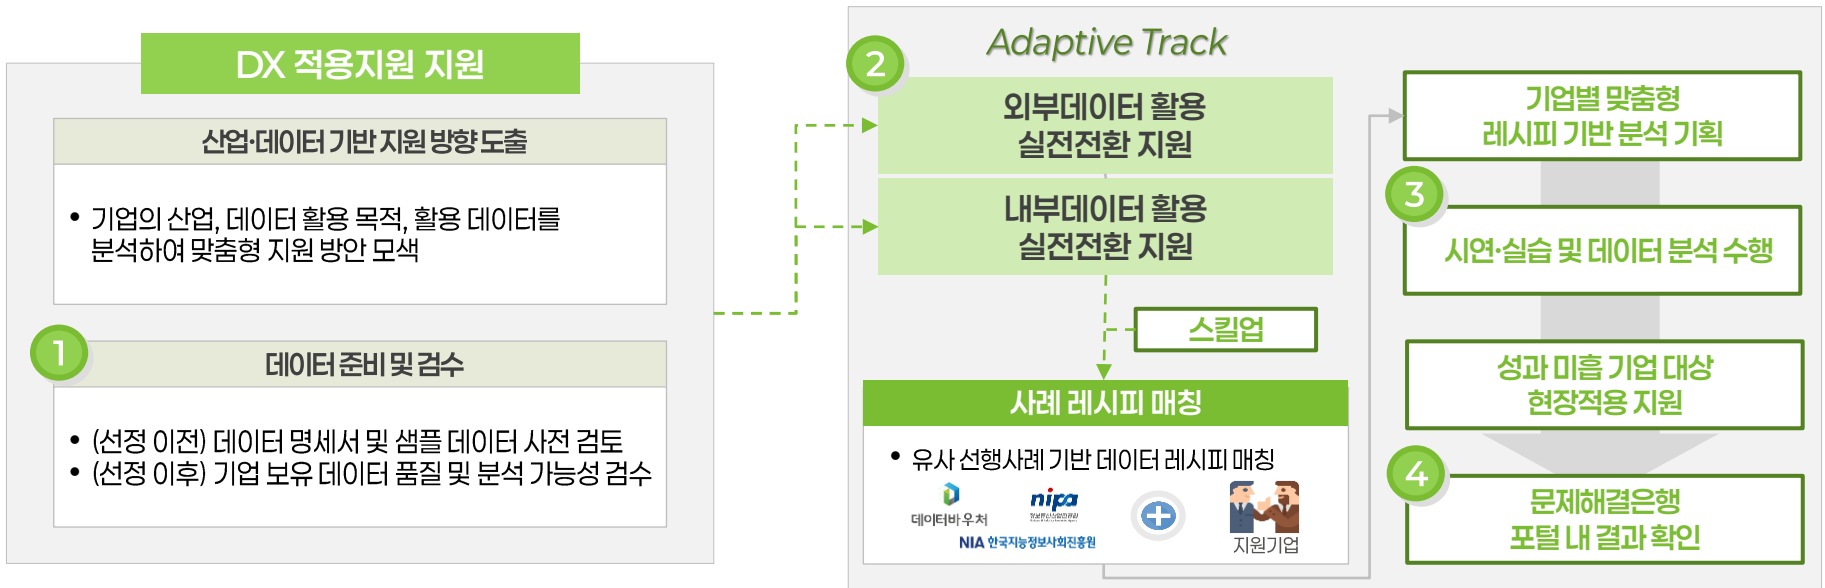 DX 적용지원 지원
산업·데이터 기반 지원 방향 도출
• 기업의 산업, 데이터 활용 목적, 활용 데이터를
분석하여 맞춤형 지원 방안 모색
1
데이터 준비 및 검수
• (선정 이전) 데이터 명세서 및 샘플 데이터 사전 검토
• (선정 이후) 기업 보유 데이터 품질 및 분석 가능성 검수
Adaptive Track
2
외부데이터 활용
실전전환 지원
내부데이터 활용
실전전환 지원
스킬업
사례 레시피 매칭
• 유사 선행사례 기반 데이터 레시피 매칭
데이터바우처
nipa
NIA 한국지능정보사회진흥원
지원기업
기업별 맞춤형
레시피 기반 분석 기획
3
시연·실습 및 데이터 분석 수행
성과 미흡 기업 대상
현장적용 지원
4
문제해결은행
포털 내 결과 확인